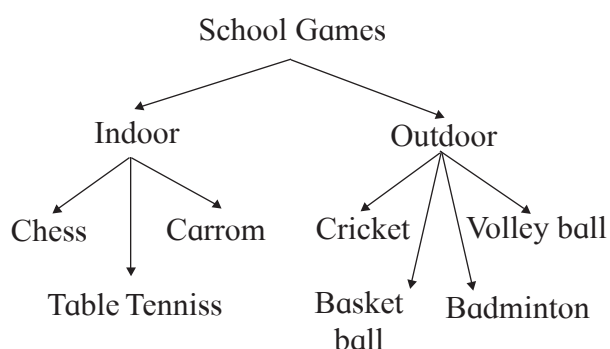 School Games
Indoor
Outdoor
Chess
Carrom
Cricket
Volley ball
Table Tenniss
Basket
ball
Badminton